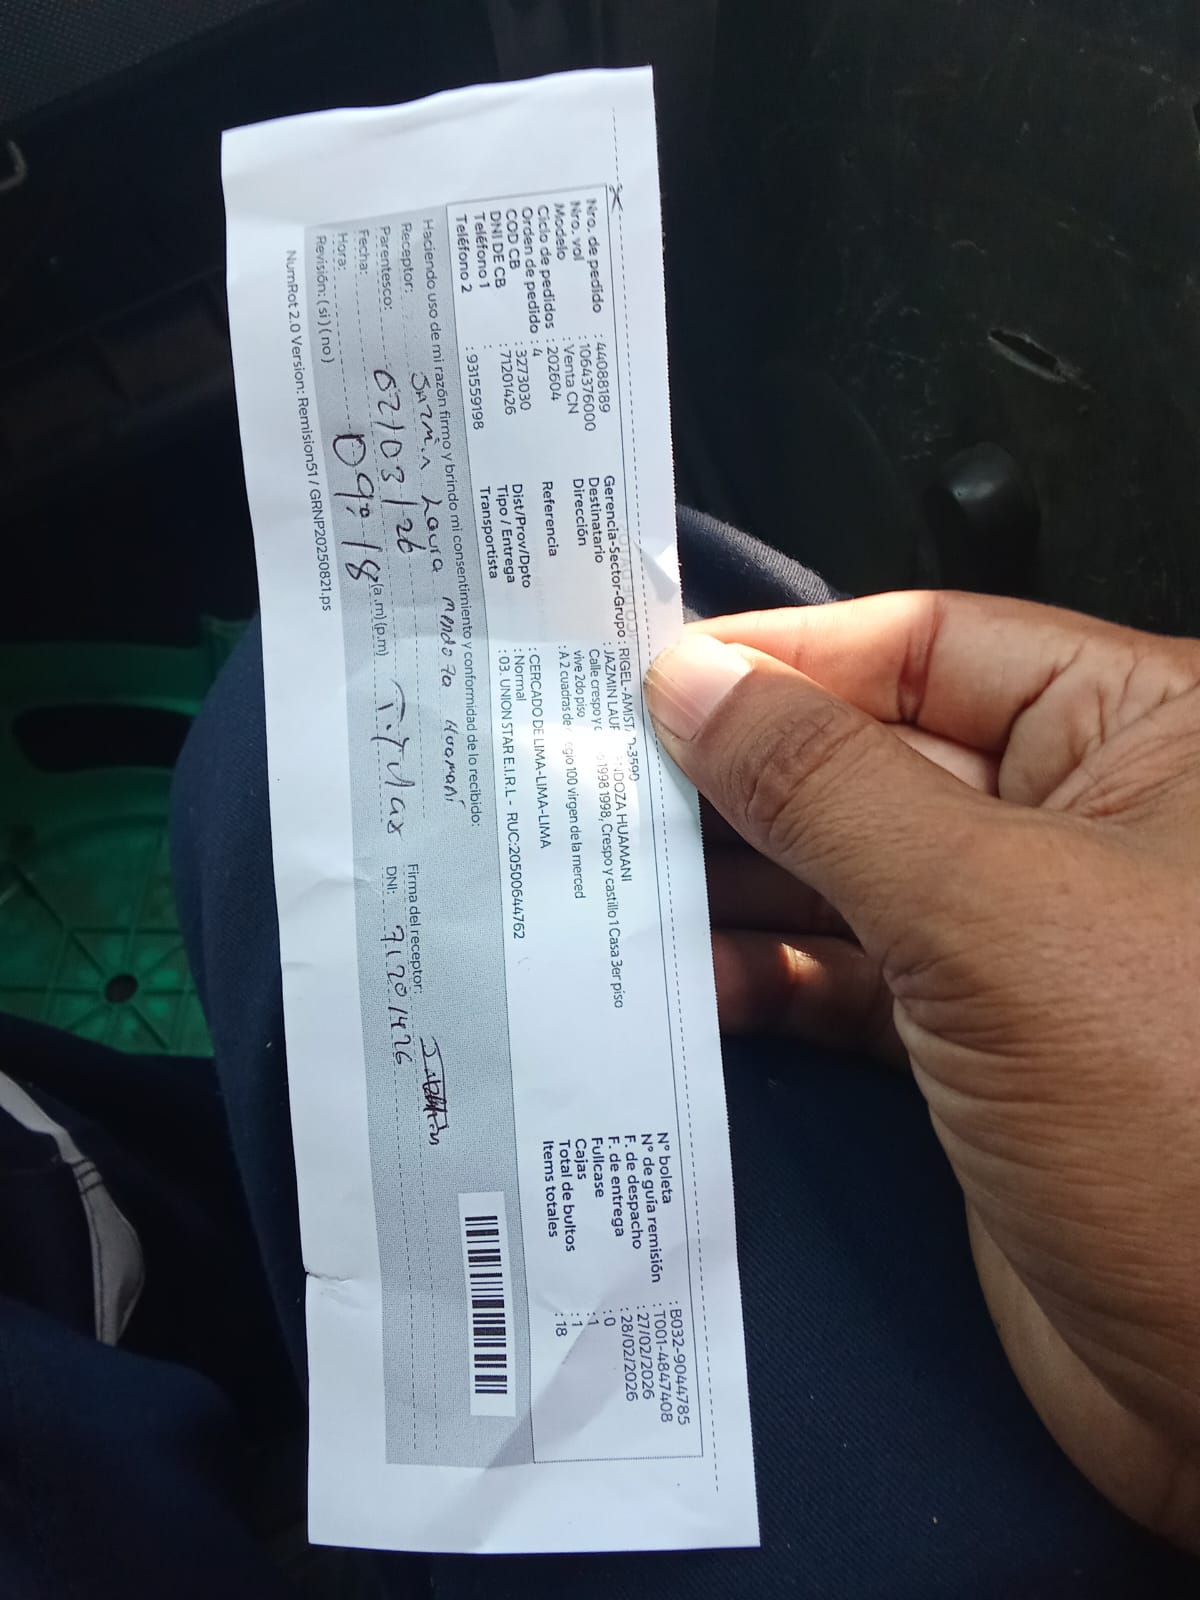 Nro. de pedido : 44088189
Nro. vol : 1064376000
Modelo : Venta CN
Ciclo de pedidos : 202604
Orden de pedido : 4
COD CB : 3273030
DNI DE CB : 71201426
Teléfono 1 :
Teléfono 2 : 931559198
Gerencia-Sector-Grupo : RIGEL-AMIST 3590
Destinatario : JAZMIN LAUR NDOZA HUAMANI
Dirección Calle crespo y c 1998 1998, Crespo y castillo 1 Casa 3er piso
vive 2do piso
Referencia : A 2 cuadras de egio 100 virgen de la merced
Dist/Prov/Dpto : CERCADO DE LIMA-LIMA-LIMA
Tipo / Entrega : Normal
Transportista : 03. UNION STAR E.I.R.L - RUC:20500644762
N° boleta : B032-9044785
N° de guía remisión : T001-4847408
F. de despacho : 27/02/2026
F. de entrega : 28/02/2026
Fullcase : 0
Cajas : 1
Total de bultos : 1
Items totales : 18
Haciendo uso de mi razón firmo y brindo mi consentimiento y conformidad de lo recibido:
Receptor: Jazmin Laura Mendoza Huamaní Firma del receptor:
Parentesco: Titular DNI: 71201426
Fecha: 02/03/26
Hora: 09:18 (a.m)(p.m)
Revisión: (si) (no)
NumRot 2.0 Version: Remision51 / GRNP20250821.ps